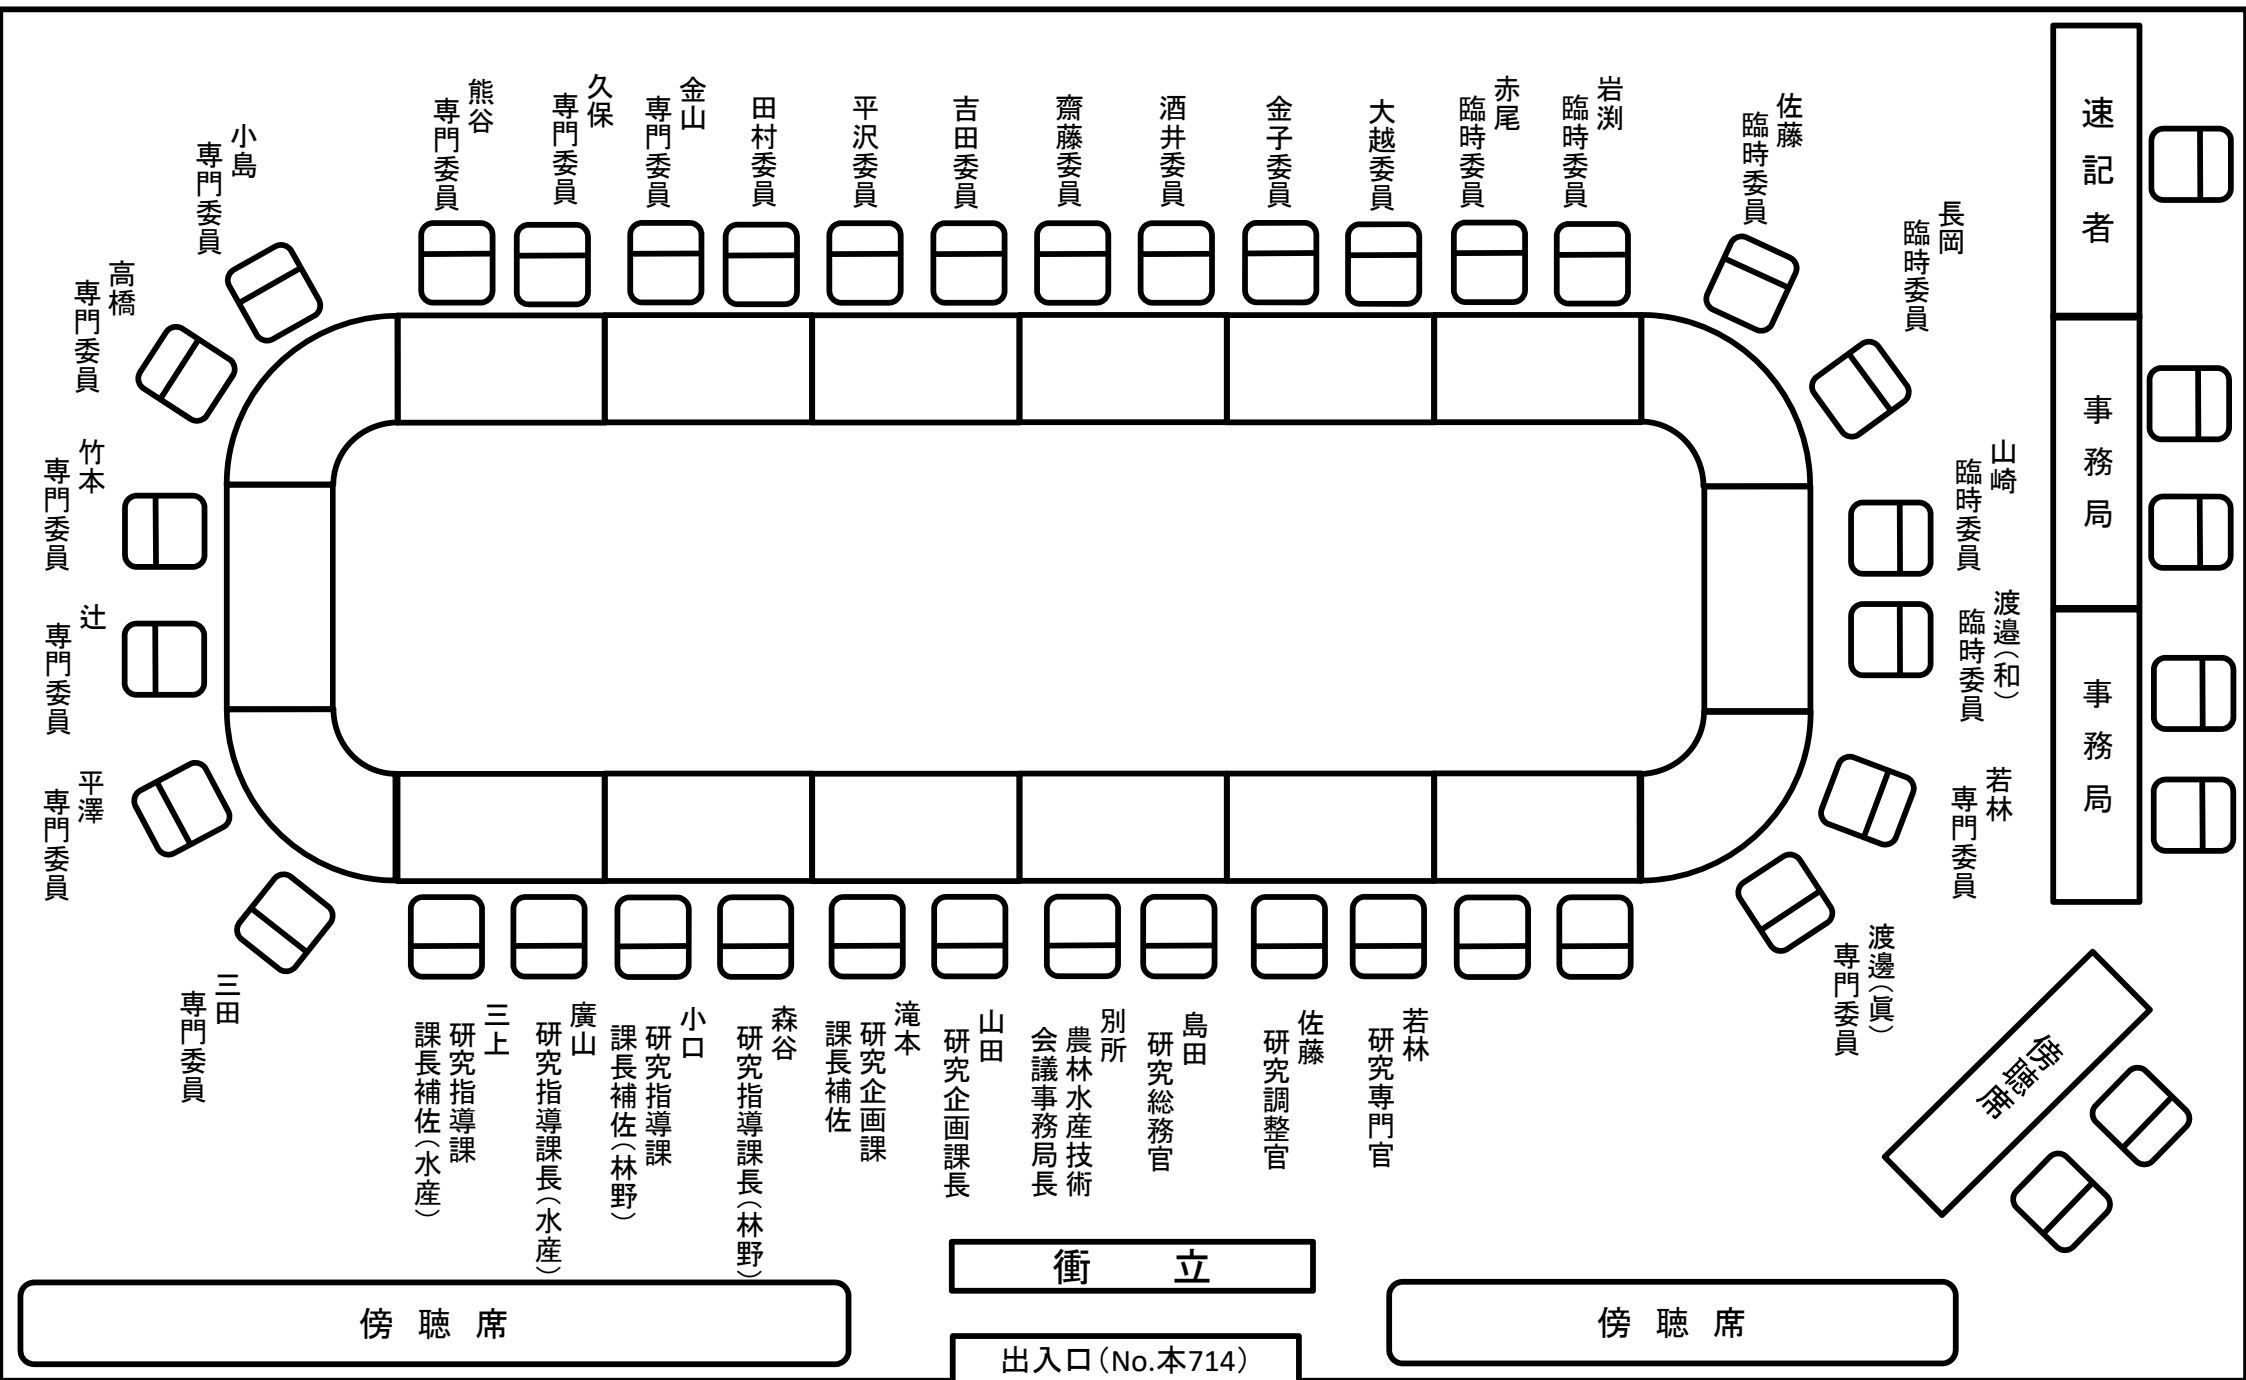 熊谷
専門委員
久保
専門委員
金山
専門委員
田村委員
平沢委員
吉田委員
齋藤委員
酒井委員
金子委員
大越委員
赤尾
臨時委員
岩渕
臨時委員
佐藤
臨時委員
長岡
臨時委員
山崎
臨時委員
渡邉(和)
臨時委員
若林
専門委員
渡邊(眞)
専門委員
小島
専門委員
高橋
専門委員
竹本
専門委員
辻
専門委員
平澤
専門委員
三田
専門委員
三上
研究指導課
課長補佐(水産)
廣山
研究指導課長(水産)
小口
研究指導課
課長補佐(林野)
森谷
研究指導課長(林野)
滝本
研究企画課
課長補佐
山田
研究企画課長
別所
農林水産技術
会議事務局長
島田
研究総務官
佐藤
研究調整官
若林
研究専門官
速記者
事務局
事務局
傍聴席
衝　立
傍聴席
傍聴席
出入口(No.本714)